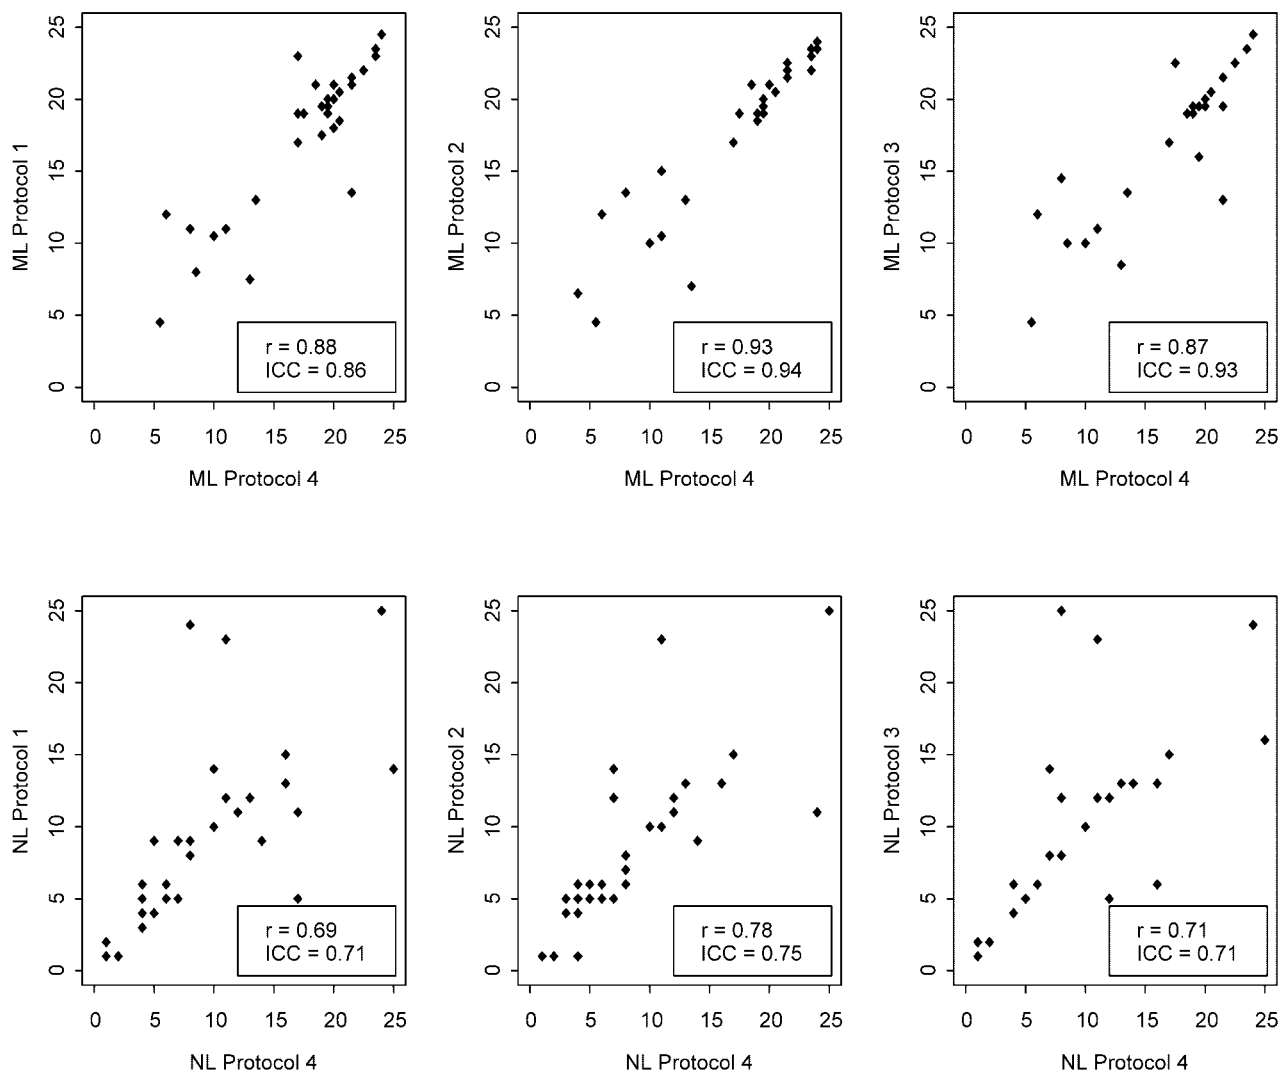 25
20
15
10
5
0
ML Protocol 1
r = 0.88
ICC = 0.86
0 5 10 15 20 25
ML Protocol 4
25
20
15
10
5
0
ML Protocol 2
r = 0.93
ICC = 0.94
0 5 10 15 20 25
ML Protocol 4
25
20
15
10
5
0
ML Protocol 3
r = 0.87
ICC = 0.93
0 5 10 15 20 25
ML Protocol 4
25
20
15
10
5
0
NL Protocol 1
r = 0.69
ICC = 0.71
0 5 10 15 20 25
NL Protocol 4
25
20
15
10
5
0
NL Protocol 2
r = 0.78
ICC = 0.75
0 5 10 15 20 25
NL Protocol 4
25
20
15
10
5
0
NL Protocol 3
r = 0.71
ICC = 0.71
0 5 10 15 20 25
NL Protocol 4